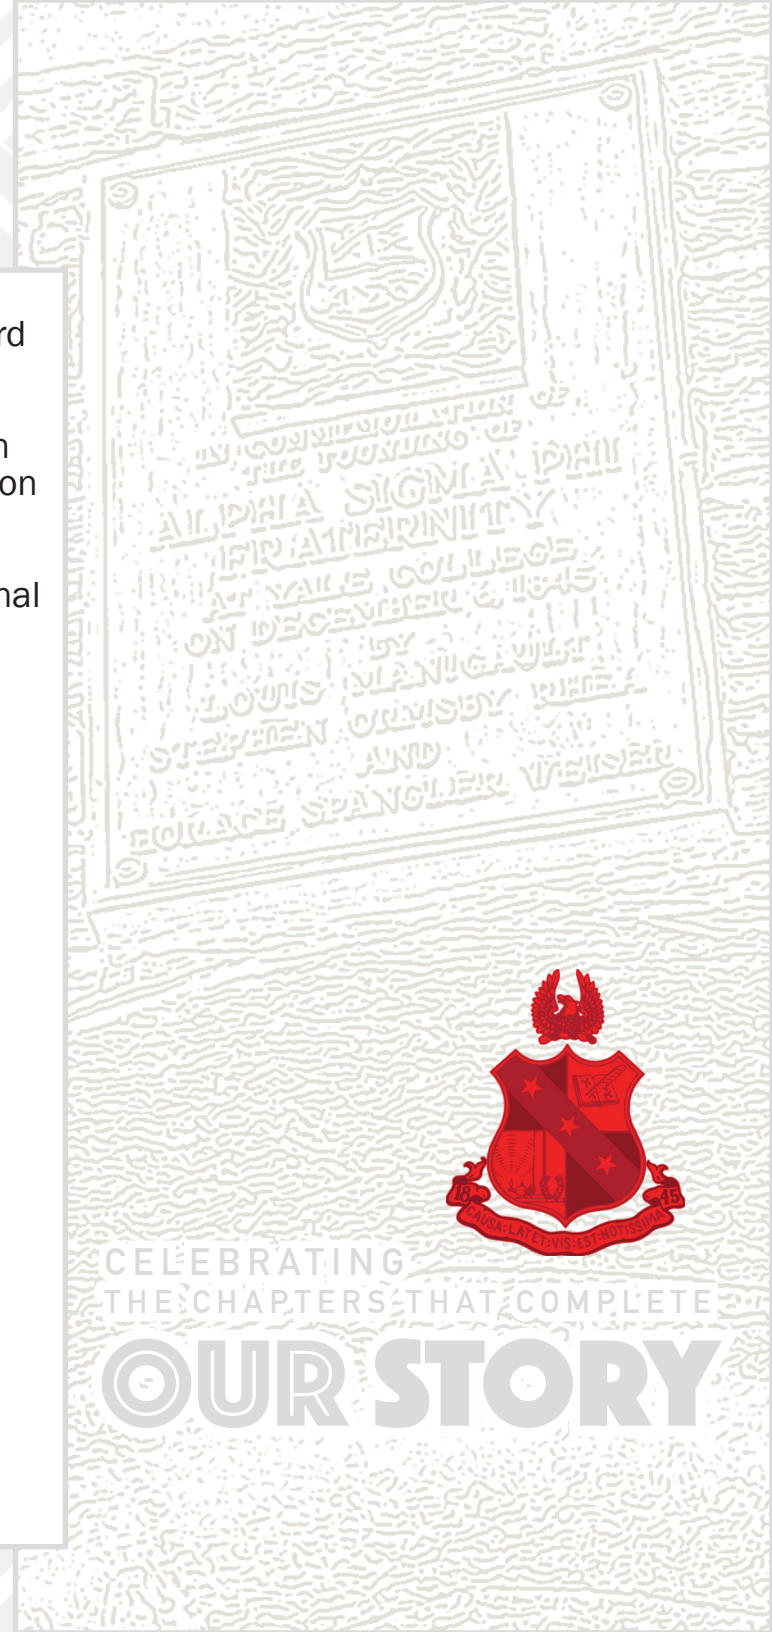 rd
n
on
nal
IN COMMEMORATION OF
THE FOUNDING OF
ALPHA SIGMA PHI
FRATERNITY
AT YALE COLLEGE
ON DECEMBER 6, 1845
BY
LOUIS MANIGAULT
STEPHEN ORMSBY RHEA
AND
HORACE SPANGLER WEISER
18 45
CAUSA:LATET:VIS:EST:NOTISSIMA
CELEBRATING
THE CHAPTERS THAT COMPLETE
OUR STORY